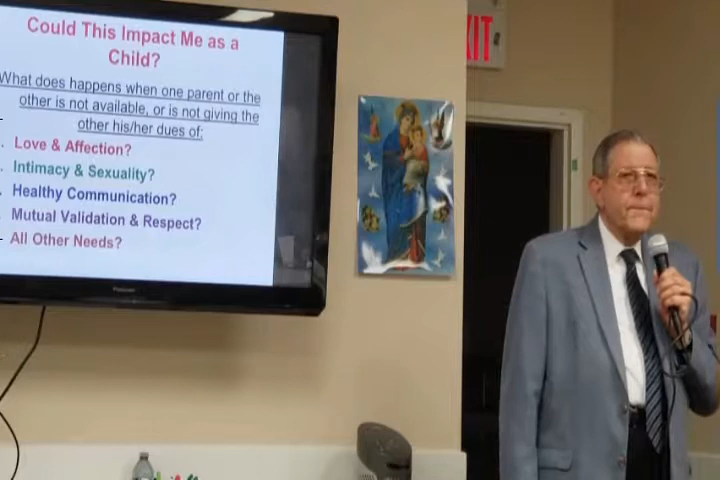 Could This Impact Me as a
Child?
What does happens when one parent or the
other is not available, or is not giving the
other his/her dues of:
. Love & Affection?
. Intimacy & Sexuality?
Healthy Communication?
. Mutual Validation & Respect?
- All Other Needs?
Panasonic
XIT